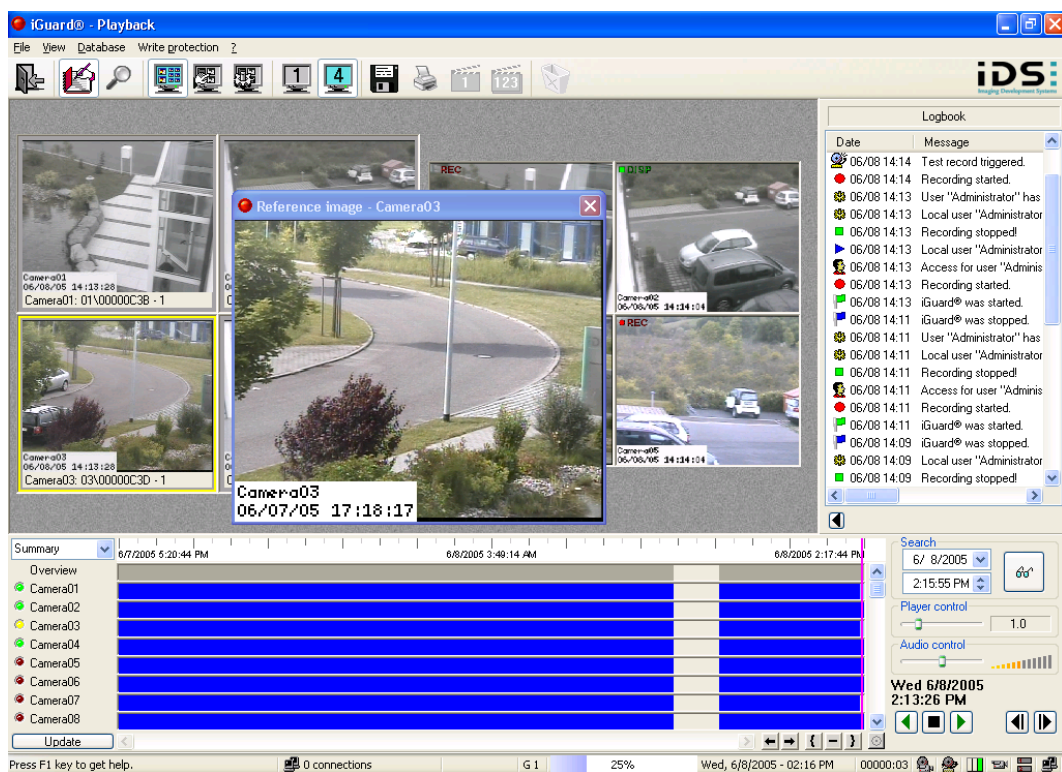 iGuard® - Playback
File View Database Write protection ?
1 4 1 123
iDS
Imaging Development Systems
Logbook
Date Message
06/08 14:14 Test record triggered.
06/08 14:14 Recording started.
06/08 14:13 User "Administrator" has
06/08 14:13 Local user "Administrator
06/08 14:13 Recording stopped!
06/08 14:13 Local user "Administrator
06/08 14:13 Access for user "Adminis
06/08 14:13 Recording started.
06/08 14:13 iGuard® was started.
06/08 14:11 iGuard® was stopped.
06/08 14:11 User "Administrator" has
06/08 14:11 Local user "Administrator
06/08 14:11 Recording stopped!
06/08 14:11 Access for user "Adminis
06/08 14:11 Recording started.
06/08 14:11 iGuard® was started.
06/08 14:09 iGuard® was stopped.
06/08 14:09 Local user "Administrator
06/08 14:09 Recording stopped!
Camera01
06/08/05 14:13:28
Camera01: 01\00000C3B - 1
REC
DISP
Camera02
06/08/05 14:14:04
Reference image - Camera03
Camera03
06/07/05 17:18:17
Camera03
06/08/05 14:13:28
Camera03: 03\00000C3D - 1
REC
Camera05
06/08/05 14:14:04
Summary
6/7/2005 5:20:44 PM 6/8/2005 3:49:14 AM 6/8/2005 2:17:44 PM
Overview
Camera01
Camera02
Camera03
Camera04
Camera05
Camera06
Camera07
Camera08
Update
Search
6/ 8/2005
2:15:55 PM
Player control
1.0
Audio control
Wed 6/8/2005
2:13:26 PM
Press F1 key to get help. 0 connections G 1 25% Wed, 6/8/2005 - 02:16 PM 00000:03